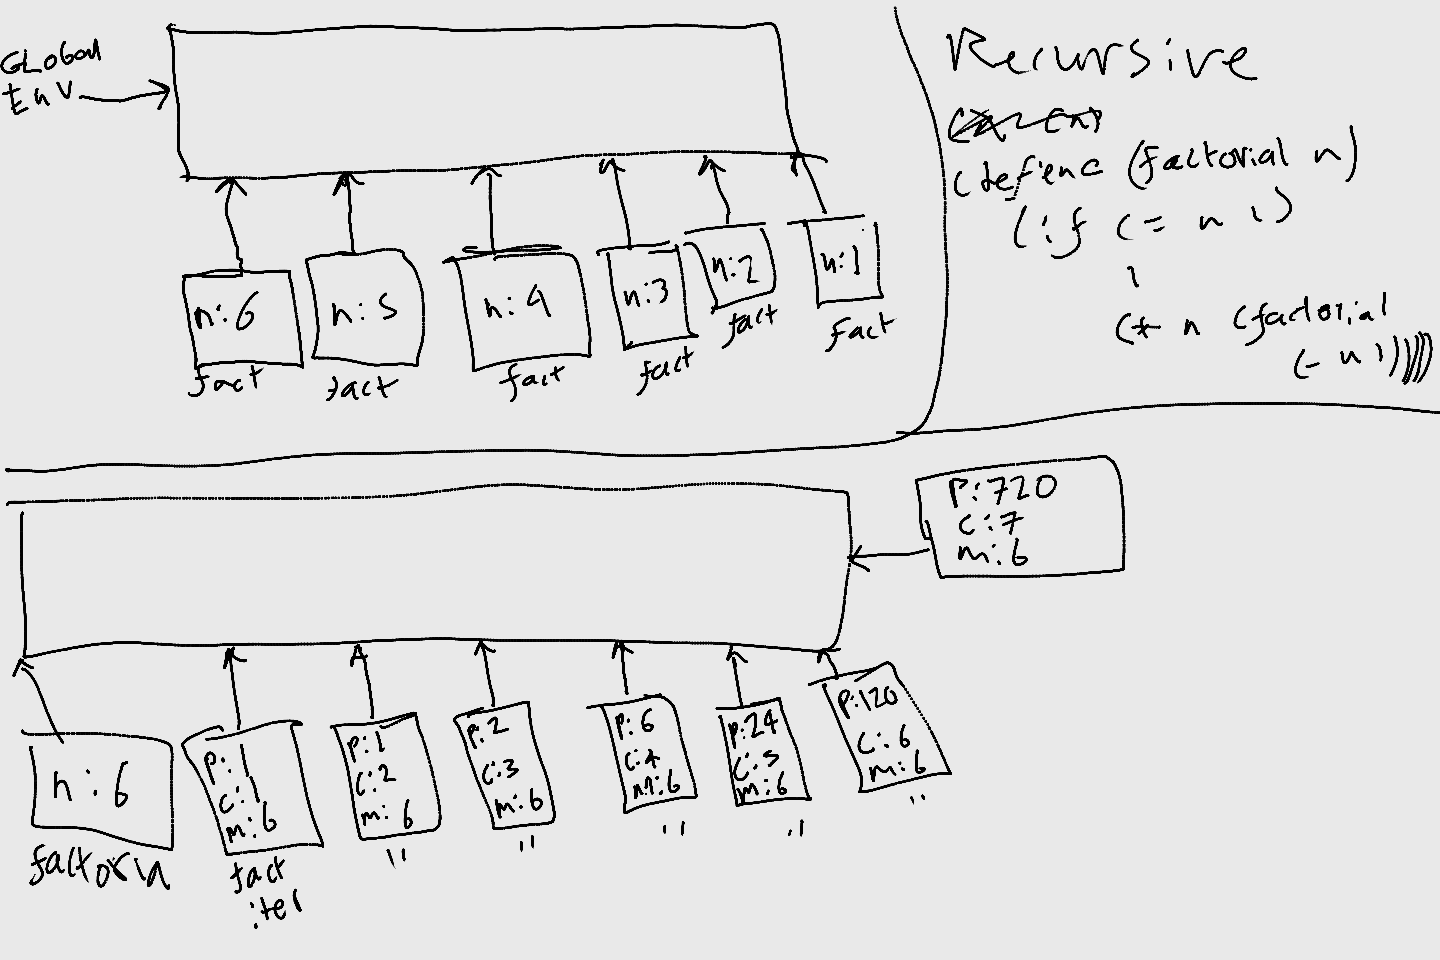 GLobal
Env
n:6
fact
n:5
fact
n:4
fact
n:3
fact
n:2
fact
n:1
fact
Recursive
(define (factorial n)
(if (= n 1)
1
(* n (factorial
(- n 1)))))
P:720
C:7
m:6
n:6
factorial
P:1
C:1
m:6
fact
iter
P:1
C:2
m:6
"
P:2
C:3
m:6
"
P:6
C:4
m:6
"
P:24
C:5
m:6
"
P:120
C:6
m:6
"